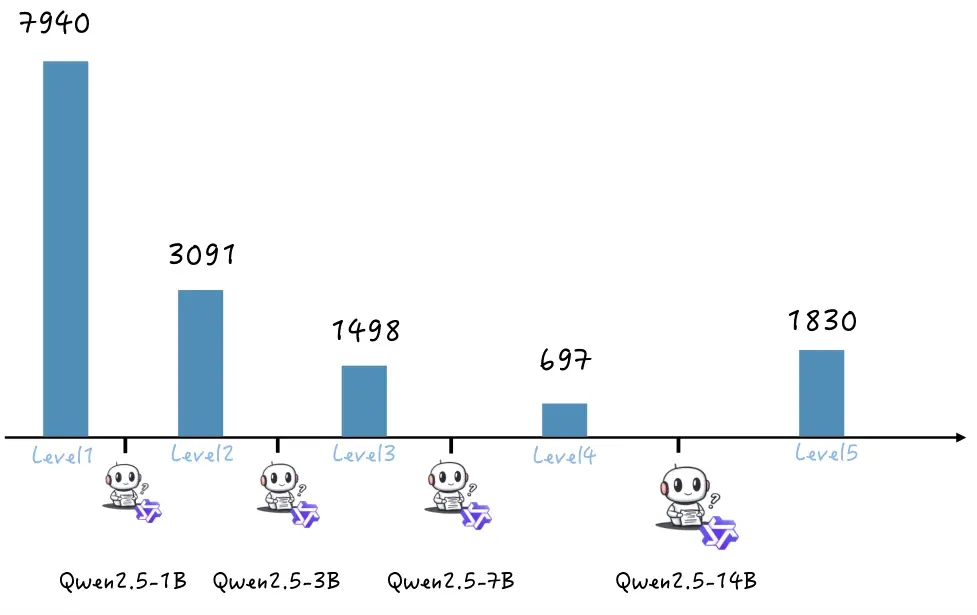 7940
3091
1498
697
1830
Level1
Level2
Level3
Level4
Level5
?
?
?
?
Qwen2.5-1B
Qwen2.5-3B
Qwen2.5-7B
Qwen2.5-14B